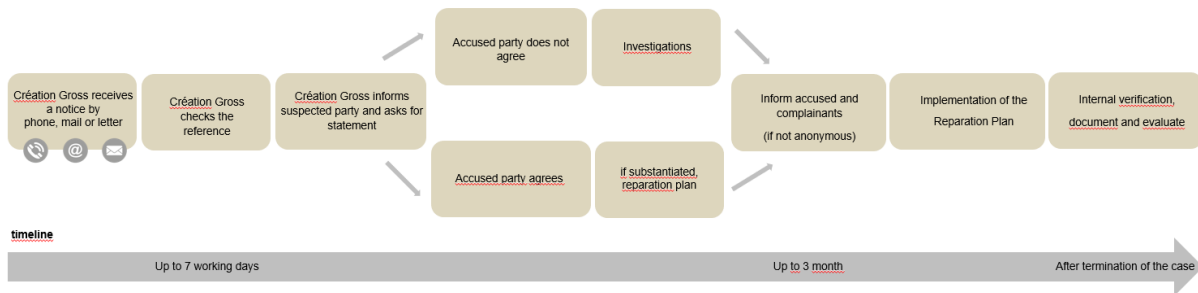 Création Gross receives
a notice by
phone, mail or letter
@
Création Gross
checks the
reference
Création Gross informs
suspected party and asks for
statement
Accused party does not
agree
Investigations
Accused party agrees
if substantiated,
reparation plan
Inform accused and
complainants
(if not anonymous)
Implementation of the
Reparation Plan
Internal verification,
document and evaluate
timeline
Up to 7 working days
Up to 3 month
After termination of the case